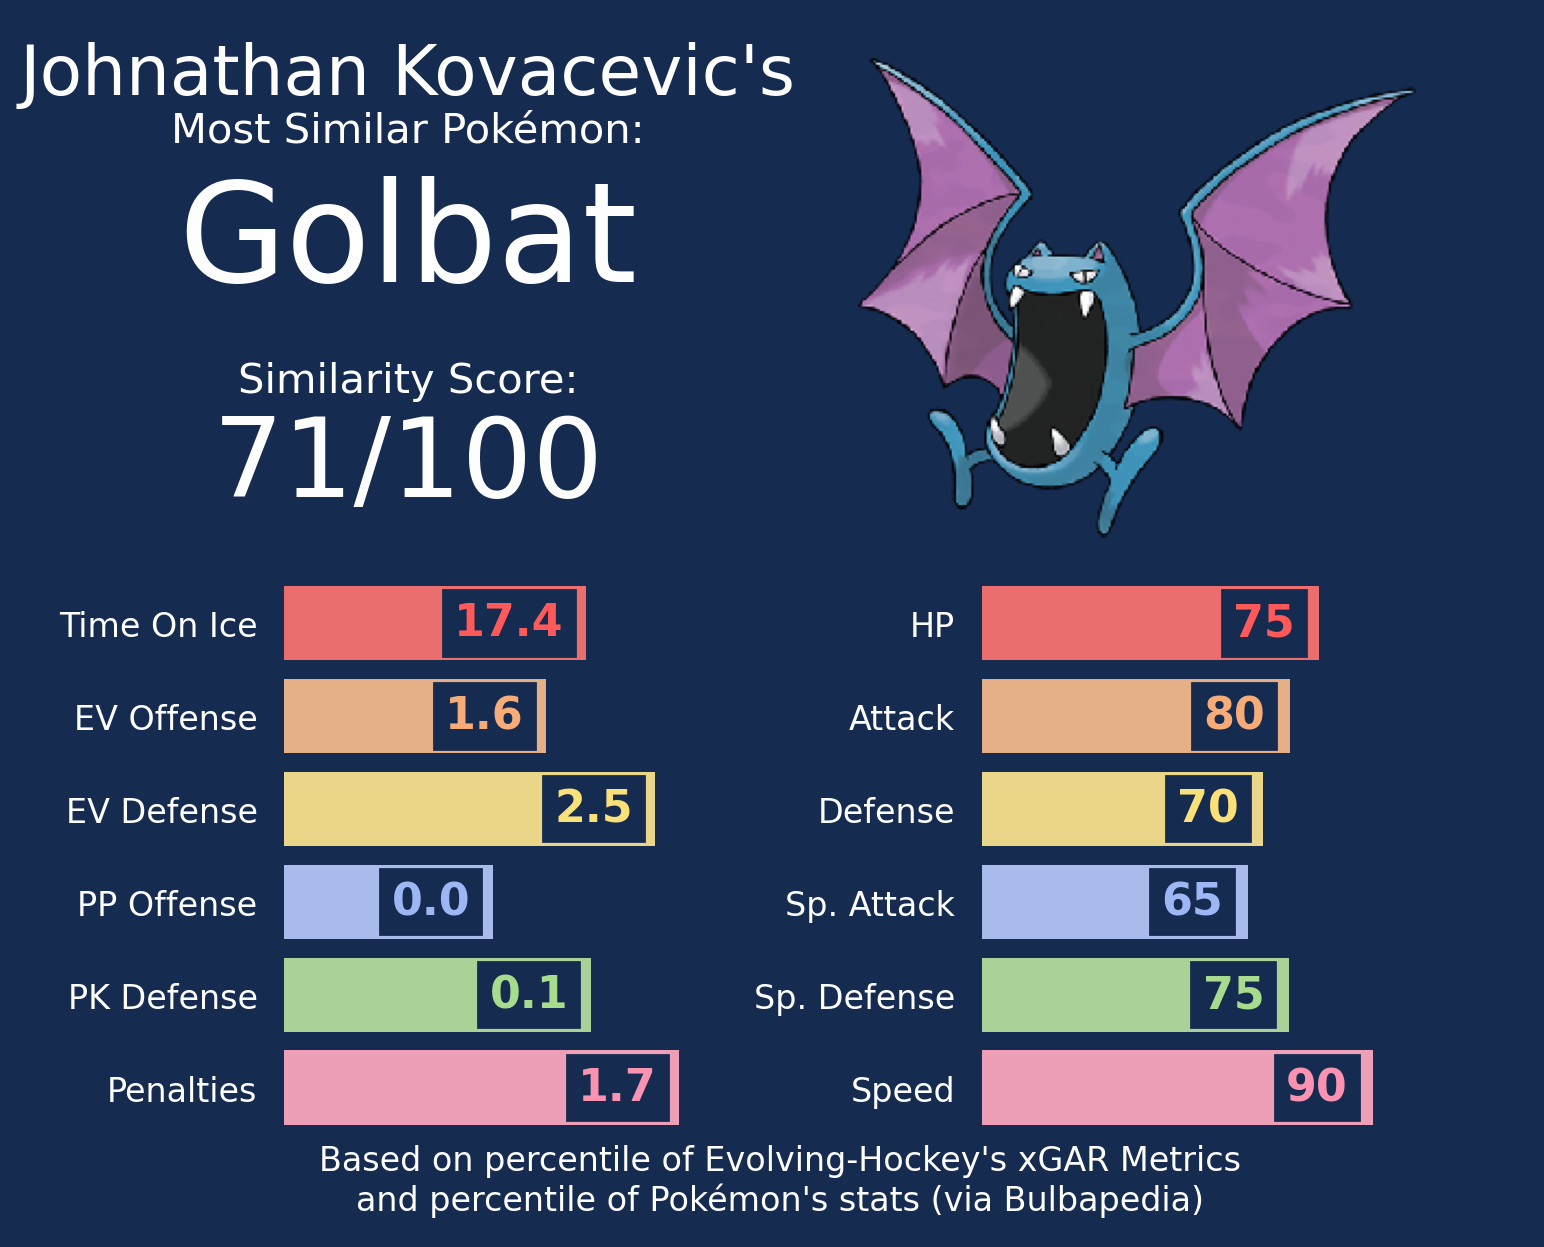 Johnathan Kovacevic's
Most Similar Pokémon:
Golbat
Similarity Score:
71/100
Time On Ice 17.4
EV Offense 1.6
EV Defense 2.5
PP Offense 0.0
PK Defense 0.1
Penalties 1.7
HP 75
Attack 80
Defense 70
Sp. Attack 65
Sp. Defense 75
Speed 90
Based on percentile of Evolving-Hockey's xGAR Metrics
and percentile of Pokémon's stats (via Bulbapedia)